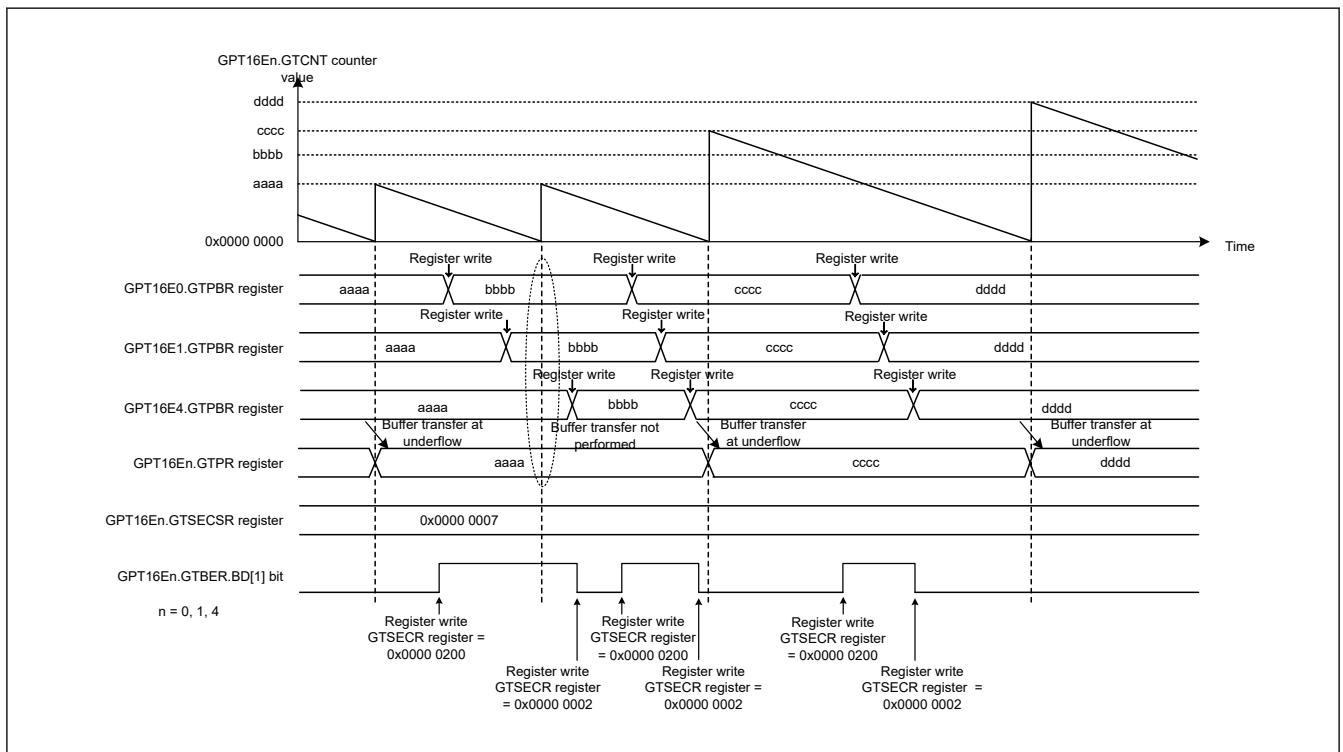 GPT16En.GTCNT counter
value
dddd
cccc
bbbb
aaaa
0x0000 0000
Time
Register write
Register write
Register write
GPT16E0.GTPBR register
aaaa
bbbb
cccc
dddd
Register write
Register write
Register write
GPT16E1.GTPBR register
aaaa
bbbb
cccc
dddd
Register write
Register write
Register write
GPT16E4.GTPBR register
aaaa
bbbb
cccc
dddd
Buffer transfer at
underflow
Buffer transfer not
performed
Buffer transfer
at underflow
Buffer transfer at
underflow
GPT16En.GTPR register
aaaa
cccc
dddd
GPT16En.GTSECSR register
0x0000 0007
GPT16En.GTBER.BD[1] bit
n = 0, 1, 4
Register write
GTSECR register =
0x0000 0200
Register write
GTSECR register
= 0x0000 0002
Register write
GTSECR register
= 0x0000 0200
Register write
GTSECR register =
0x0000 0002
Register write
GTSECR register
= 0x0000 0200
Register write
GTSECR register =
0x0000 0002